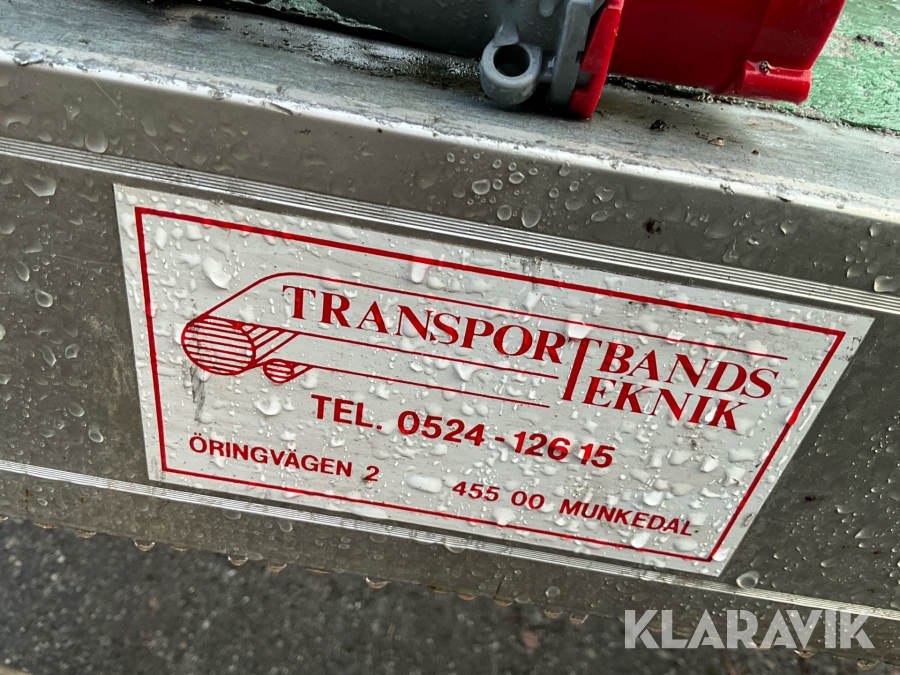 TRANSPORTBANDS
TEKNIK
TEL. 0524-126 15
ÖRINGVÄGEN 2 455 00 MUNKEDAL
KLARAVIK